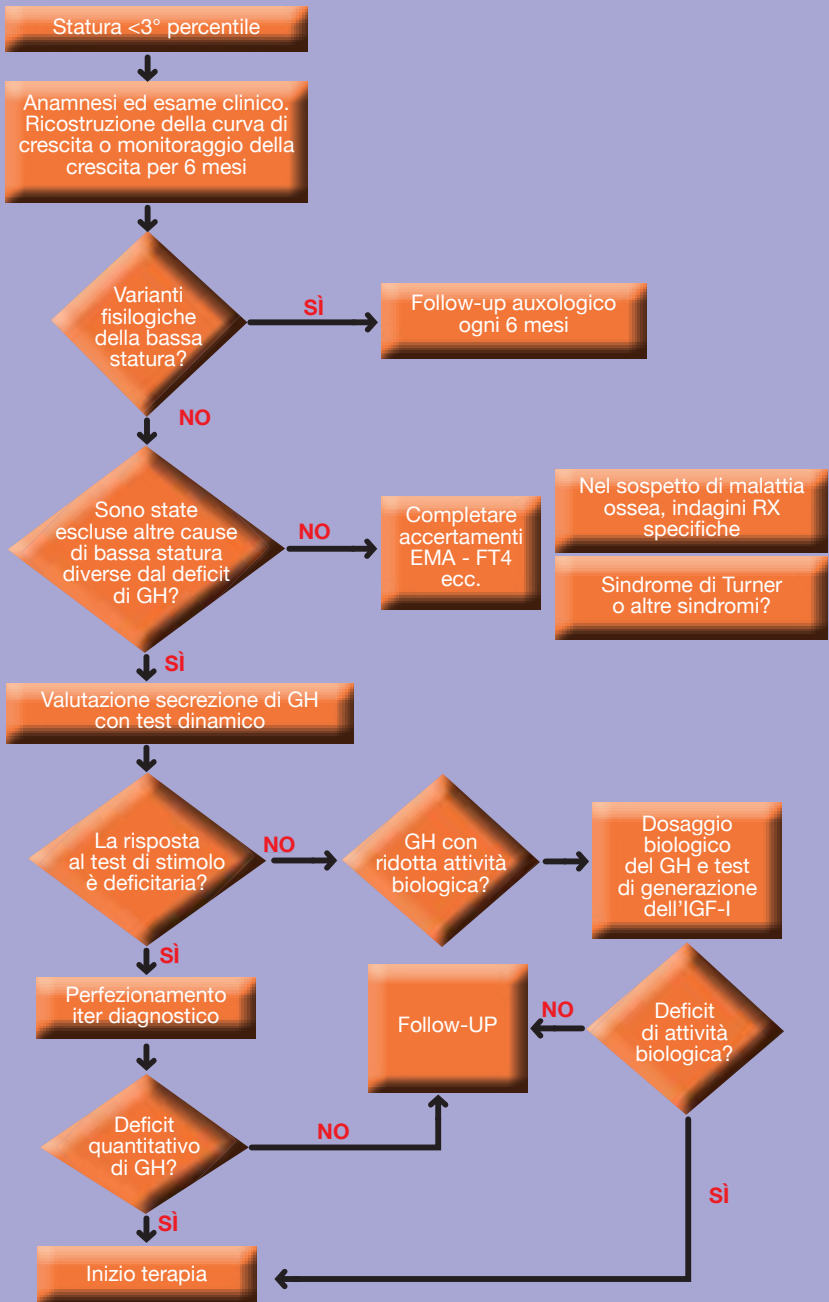 Statura <3° percentile
Anamnesi ed esame clinico.
Ricostruzione della curva di
crescita o monitoraggio della
crescita per 6 mesi
Varianti
fisilogiche
della bassa
statura?
SÌ
Follow-up auxologico
ogni 6 mesi
NO
Sono state
escluse altre cause
di bassa statura
diverse dal deficit
di GH?
NO
Completare
accertamenti
EMA - FT4
ecc.
Nel sospetto di malattia
ossea, indagini RX
specifiche
Sindrome di Turner
o altre sindromi?
SÌ
Valutazione secrezione di GH
con test dinamico
La risposta
al test di stimolo
è deficitaria?
NO
GH con
ridotta attività
biologica?
Dosaggio
biologico
del GH e test
di generazione
dell'IGF-I
SÌ
Perfezionamento
iter diagnostico
Follow-UP
NO
Deficit
di attività
biologica?
Deficit
quantitativo
di GH?
NO
SÌ
SÌ
Inizio terapia